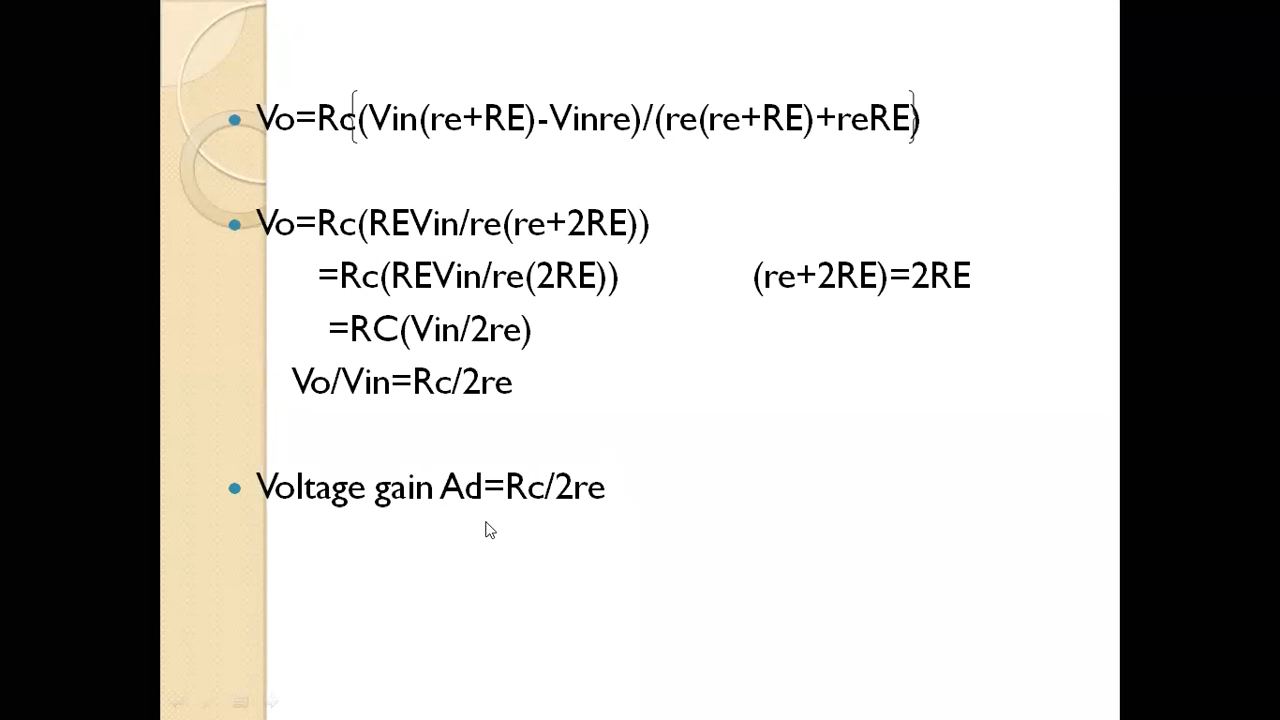 Vo=Rc(Vin(re+RE)-Vinre)/(re(re+RE)+reRE)
Vo=Rc(REVin/re(re+2RE))
=Rc(REVin/re(2RE)) (re+2RE)=2RE
=RC(Vin/2re)
Vo/Vin=Rc/2re
Voltage gain Ad=Rc/2re